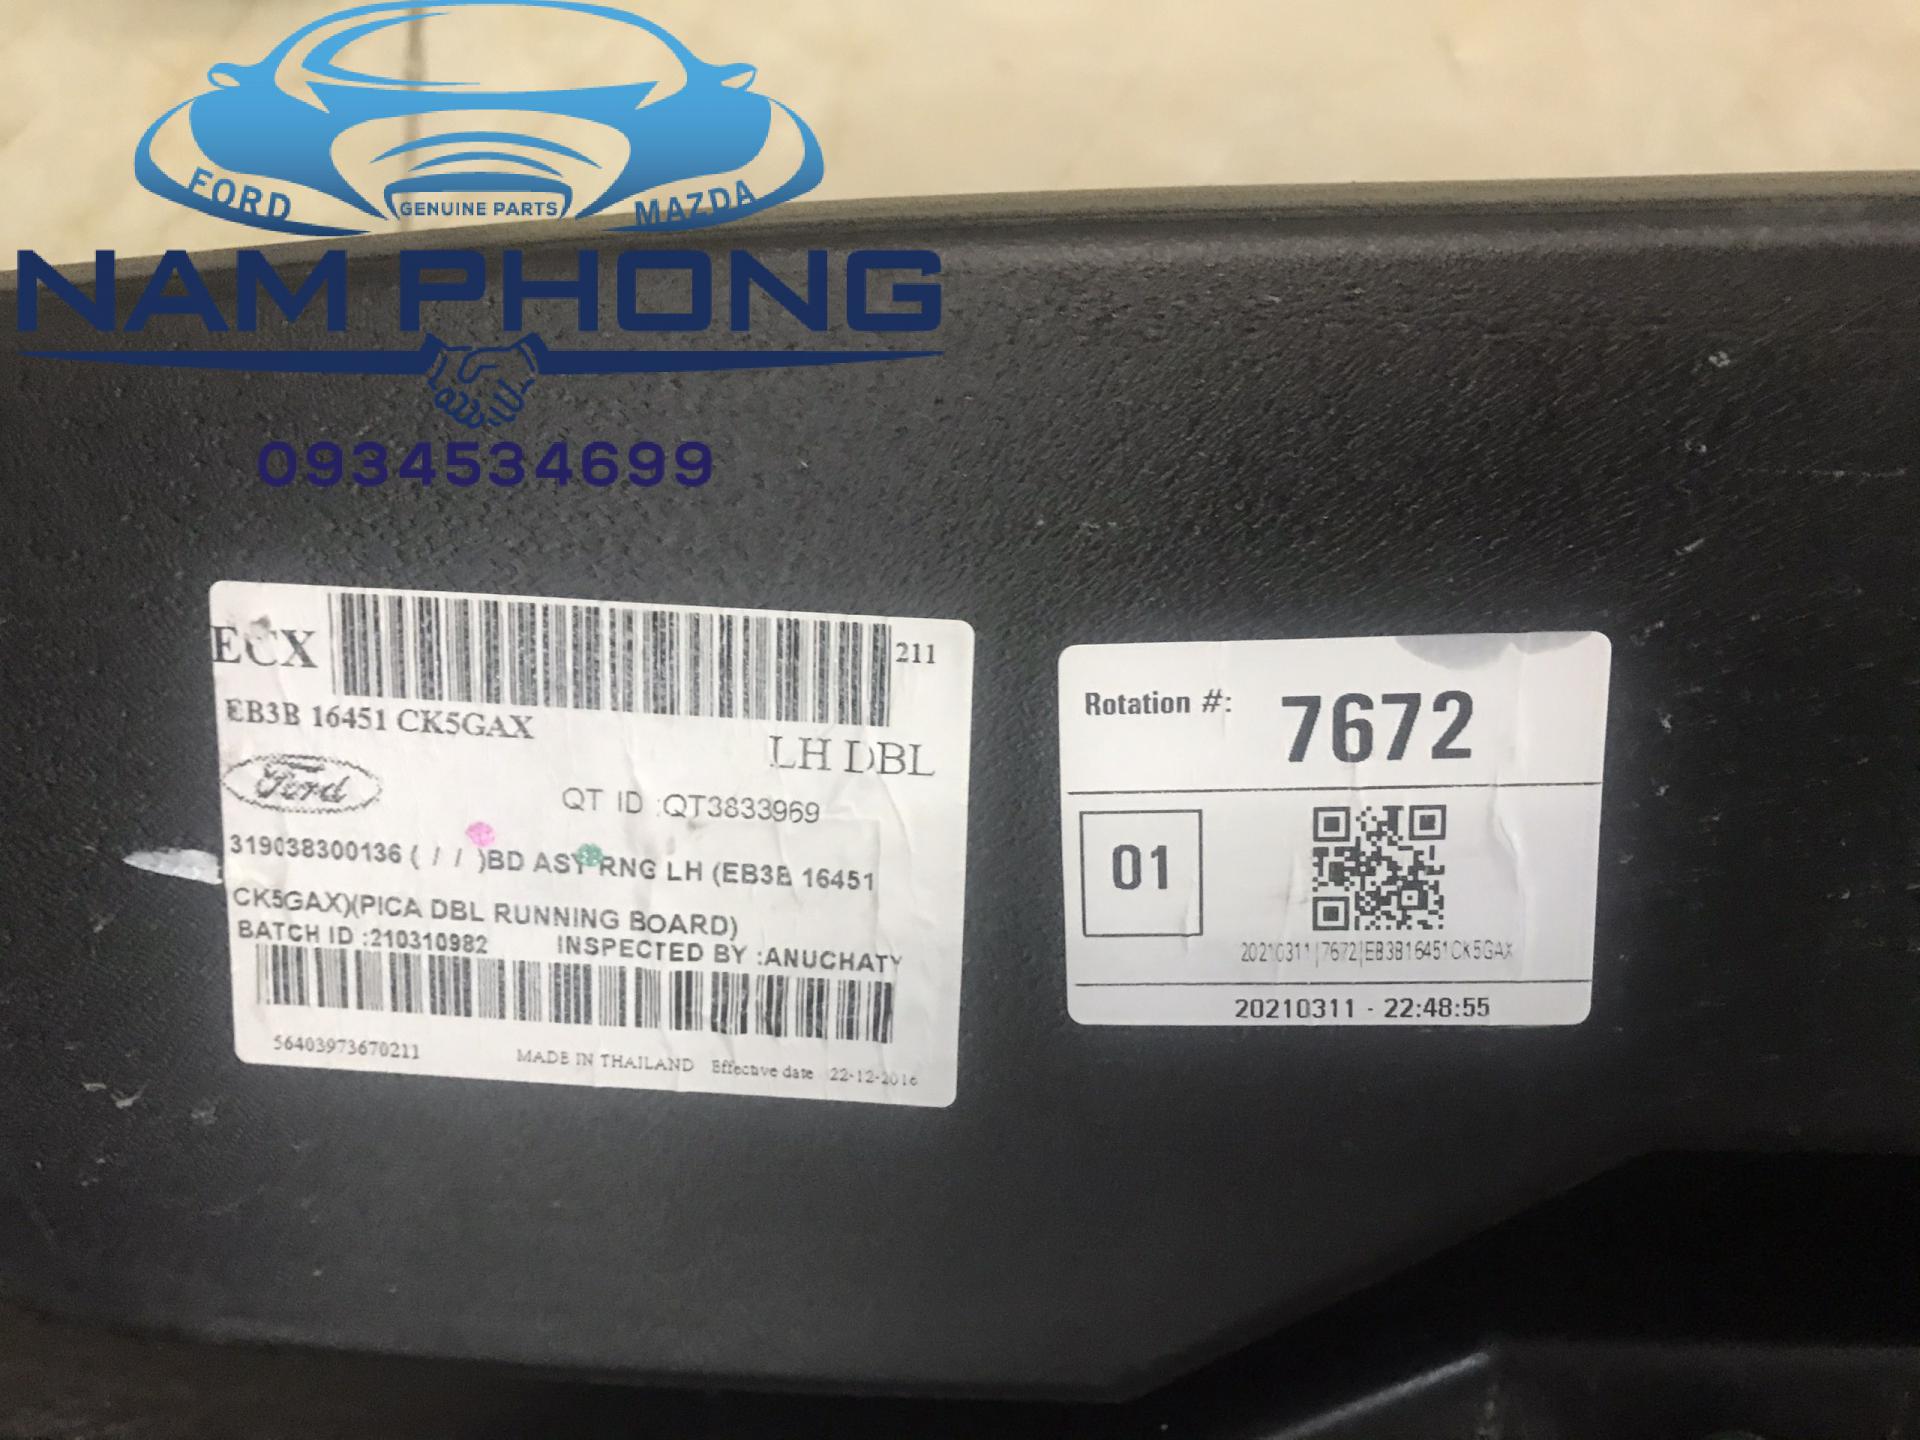 FORD
GENUINE PARTS
MAZDA
NAM PHONG
0934534699
ECX
211
EB3B 16451 CK5GAX
LH DBL
Ford
QT ID :QT3833969
319038300136 ( / / )BD ASY RNG LH (EB3B 16451
CK5GAX)(PICA DBL RUNNING BOARD)
BATCH ID :210310982 INSPECTED BY :ANUCHATY
56403973670211
MADE IN THAILAND Effective date 22-12-2016
Rotation #: 7672
01
20210311|7672|EB3B16451CK5GAX
20210311 - 22:48:55